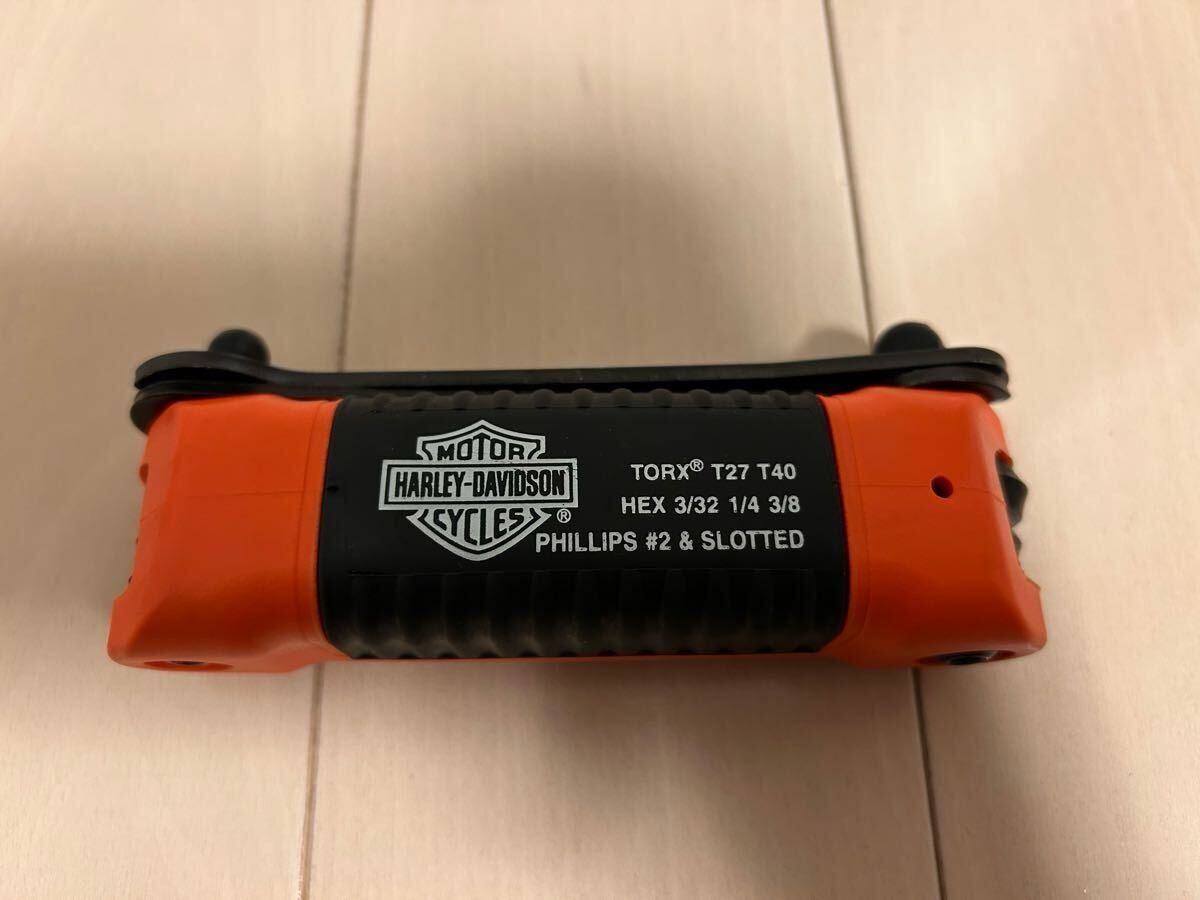 MOTOR
HARLEY-DAVIDSON
CYCLES ®
TORX® T27 T40
HEX 3/32 1/4 3/8
PHILLIPS #2 & SLOTTED